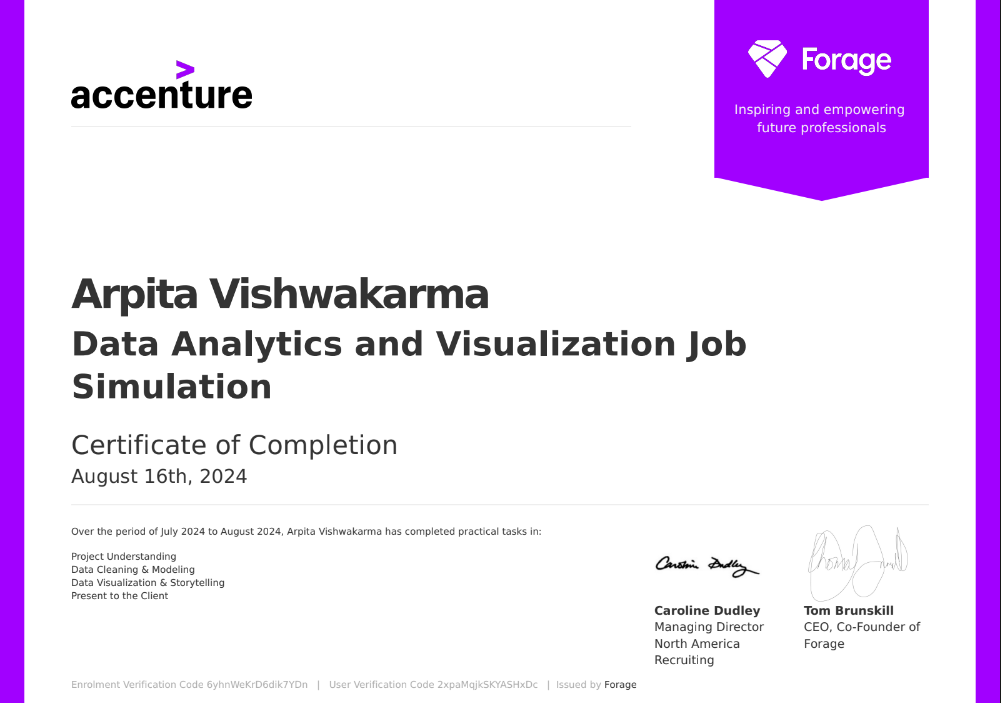 accenture
Forage
Inspiring and empowering
future professionals
Arpita Vishwakarma
Data Analytics and Visualization Job
Simulation
Certificate of Completion
August 16th, 2024
Over the period of July 2024 to August 2024, Arpita Vishwakarma has completed practical tasks in:
Project Understanding
Data Cleaning & Modeling
Data Visualization & Storytelling
Present to the Client
Caroline Dudley
Caroline Dudley
Managing Director
North America
Recruiting
Tom Brunskill
CEO, Co-Founder of
Forage
Enrolment Verification Code 6yhnWeKrD6dik7YDn | User Verification Code 2xpaMqjkSKYASHxDc | Issued by Forage